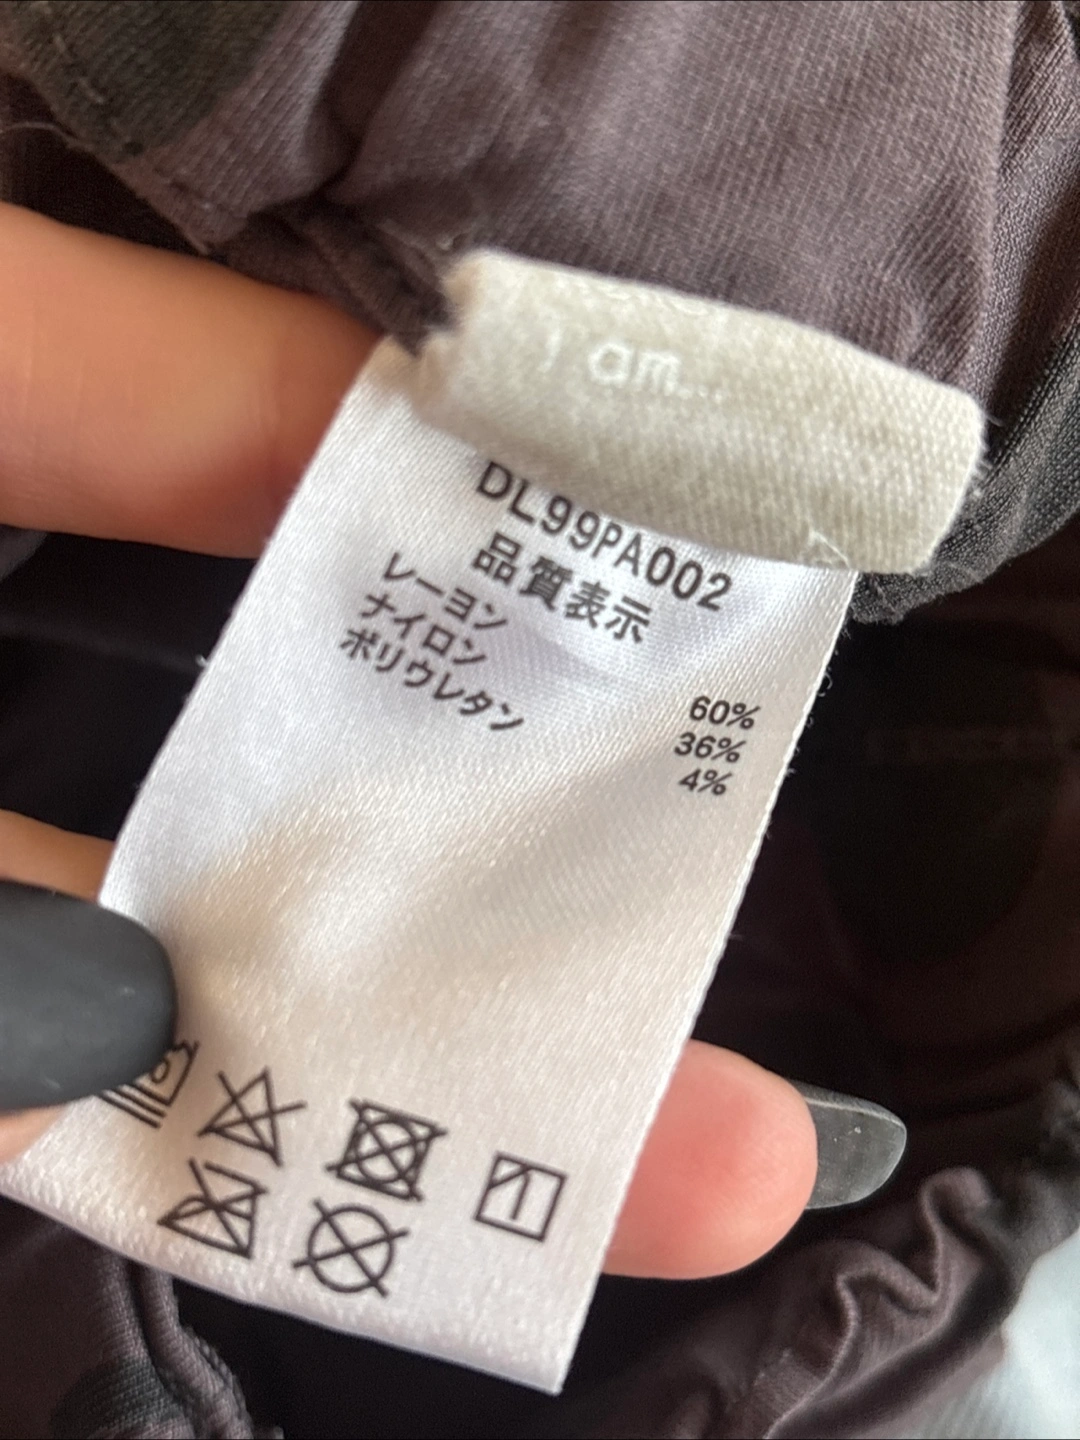 I am...
DL99PA002
品質表示
レーヨン 60%
ナイロン 36%
ポリウレタン 4%